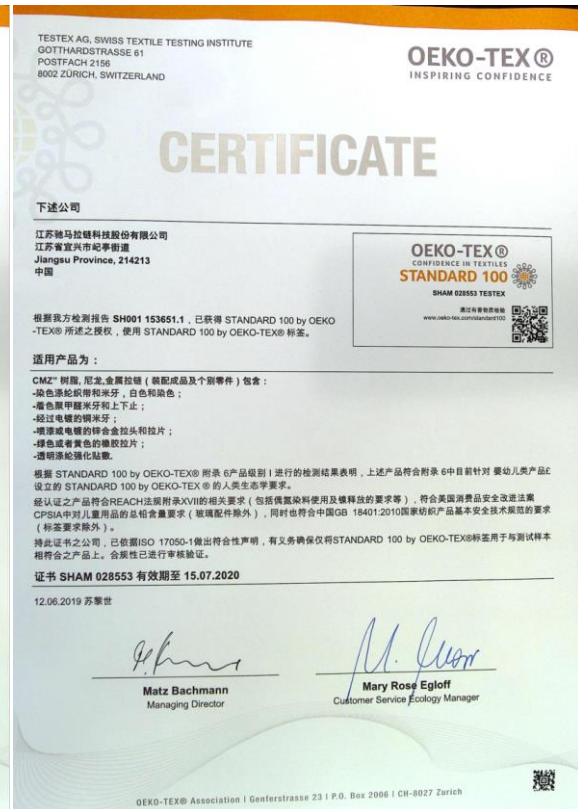 TESTEX AG, SWISS TEXTILE TESTING INSTITUTE
GOTTHARDSTRASSE 61
POSTFACH 2156
8002 ZÜRICH, SWITZERLAND
OEKO-TEX®
INSPIRING CONFIDENCE
CERTIFICATE
下述公司
江苏驰马拉链科技股份有限公司
江苏省宜兴市屺亭街道
Jiangsu Province, 214213
中国
OEKO-TEX®
CONFIDENCE IN TEXTILES
STANDARD 100
SHAM 028553 TESTEX
通过有害物质检验
www.oeko-tex.com/standard100
根据我方检测报告 SH001 153651.1，已获得 STANDARD 100 by OEKO
-TEX® 所述之授权，使用 STANDARD 100 by OEKO-TEX® 标签。
适用产品为：
CMZ" 树脂, 尼龙,金属拉链（装配成品及个别零件）包含：
-染色涤纶织带和米牙，白色和染色；
-着色聚甲醛米牙和上下止；
-经过电镀的铜米牙；
-喷漆或电镀的锌合金拉头和拉片；
-绿色或者黄色的橡胶拉片；
-透明涤纶强化贴敷.
根据 STANDARD 100 by OEKO-TEX® 附录 6产品级别 I 进行的检测结果表明，上述产品符合附录 6中目前针对 婴幼儿类产品
设立的 STANDARD 100 by OEKO-TEX ® 的人类生态学要求。
经认证之产品符合REACH法规附录XVII的相关要求（包括偶氮染料使用及镍释放的要求等），符合美国消费品安全改进法案
CPSIA中对儿童用品的总铅含量要求（玻璃配件除外），同时也符合中国GB 18401:2010国家纺织产品基本安全技术规范的要求
（标签要求除外）。
持此证书之公司，已依据ISO 17050-1做出符合性声明，有义务确保仅将STANDARD 100 by OEKO-TEX®标签用于与测试样本
相符合之产品上。合规性已进行审核验证。
证书 SHAM 028553 有效期至 15.07.2020
12.06.2019 苏黎世
Matz Bachmann
Managing Director
Mary Rose Egloff
Customer Service Ecology Manager
OEKO-TEX® Association | Genferstrasse 23 | P.O. Box 2006 | CH-8027 Zurich